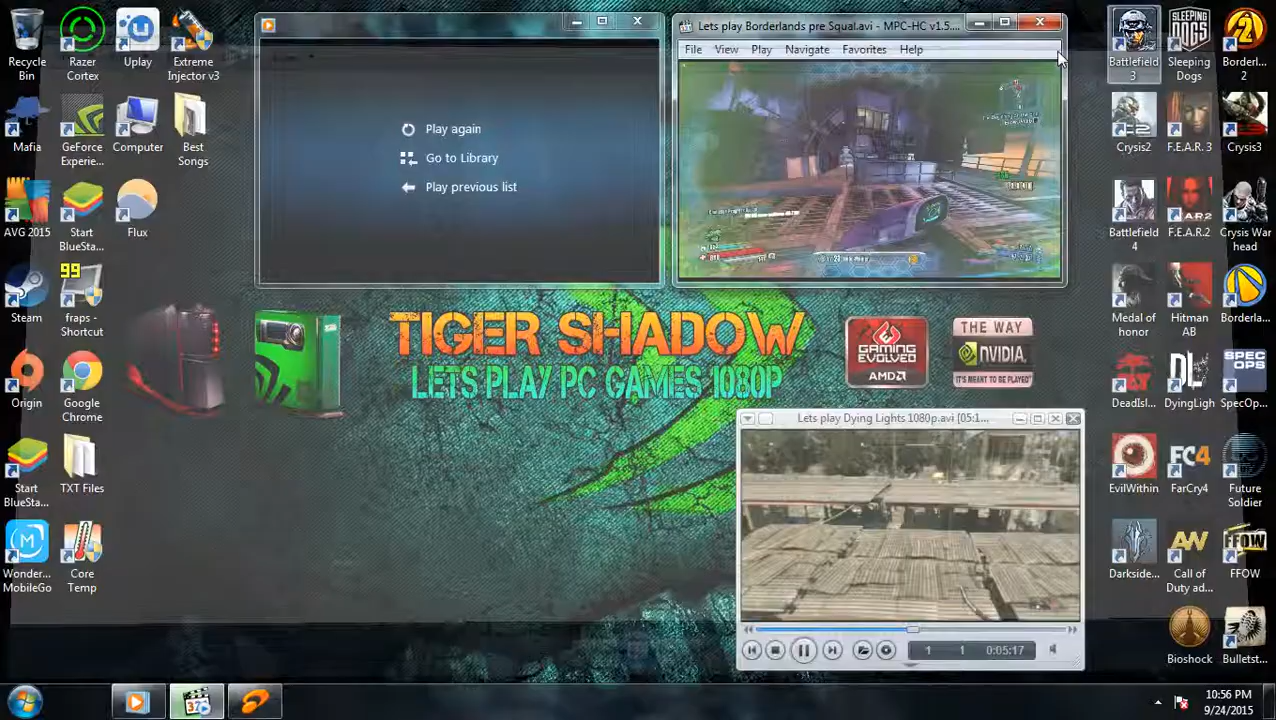 Recycle Bin
Razer Cortex
Uplay
Extreme Injector v3
Mafia
GeForce Experie...
Computer
Best Songs
AVG 2015
Start BlueSta...
Flux
Steam
99
fraps - Shortcut
Origin
Google Chrome
Start BlueSta...
TXT Files
Wonder... MobileGo
Core Temp
Play again
Go to Library
Play previous list
Lets play Borderlands pre Squal.avi - MPC-HC v1.5....
File View Play Navigate Favorites Help
TIGER SHADOW
LETS PLAY PC GAMES 1080P
GAMING EVOLVED
AMD
THE WAY
NVIDIA
IT'S MEANT TO BE PLAYED
Lets play Dying Lights 1080p.avi [05:1...
1 1 0:05:17
Battlefield 3
Sleeping Dogs
Borderl... 2
Crysis2
F.E.A.R. 3
Crysis3
Battlefield 4
F.E.A.R.2
Crysis War head
Medal of honor
Hitman AB
Borderla...
DeadIsl...
DyingLigh
SpecOp...
EvilWithin
FarCry4
Future Soldier
Darkside...
Call of Duty ad...
FFOW
Bioshock
Bulletst...
10:56 PM
9/24/2015